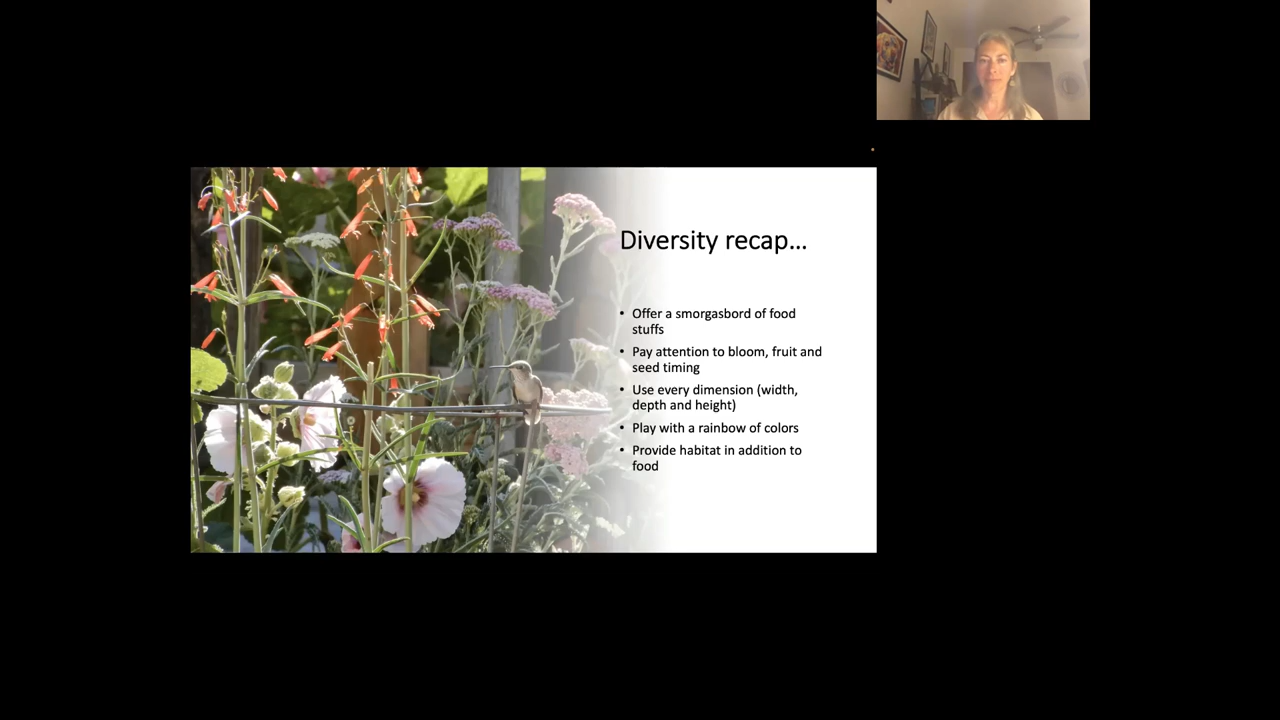 Diversity recap...
• Offer a smorgasbord of food
stuffs
• Pay attention to bloom, fruit and
seed timing
• Use every dimension (width,
depth and height)
• Play with a rainbow of colors
• Provide habitat in addition to
food